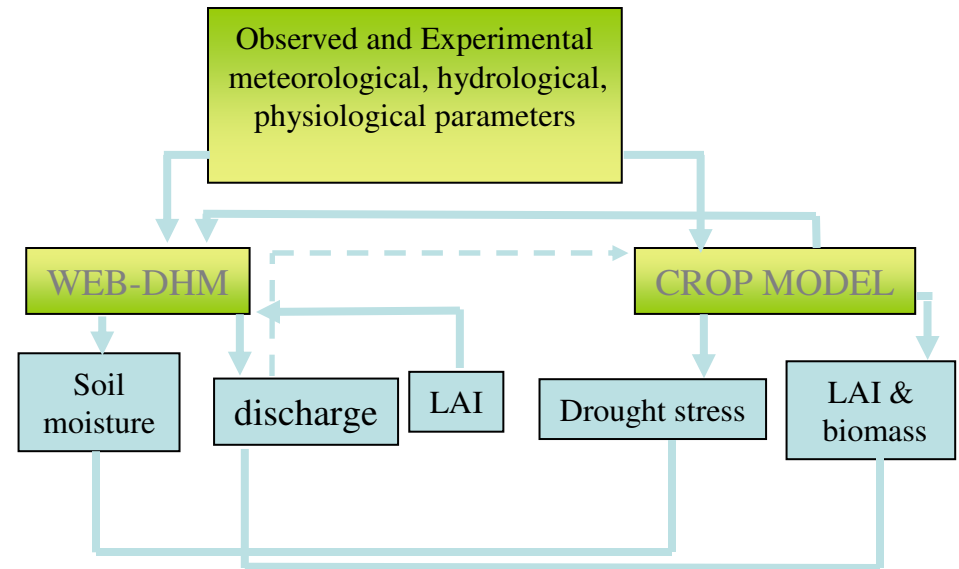 Observed and Experimental
meteorological, hydrological,
physiological parameters
WEB-DHM
CROP MODEL
Soil
moisture
discharge
LAI
Drought stress
LAI &
biomass